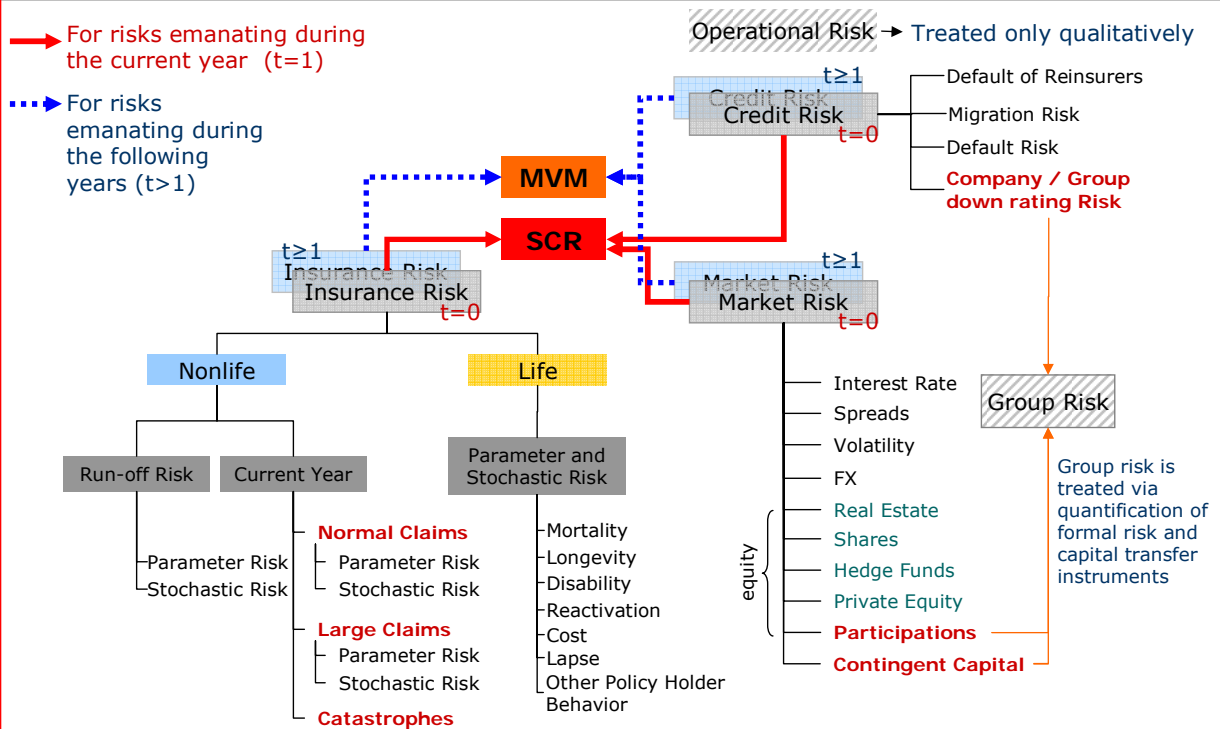 For risks emanating during
the current year (t=1)
For risks
emanating during
the following
years (t>1)
Operational Risk
Treated only qualitatively
t≥1
Credit Risk
Credit Risk
t=0
Default of Reinsurers
Migration Risk
Default Risk
Company / Group
down rating Risk
MVM
SCR
t≥1
Insurance Risk
Insurance Risk
t=0
t≥1
Market Risk
Market Risk
t=0
Nonlife
Life
Run-off Risk
Current Year
Parameter and
Stochastic Risk
Parameter Risk
Stochastic Risk
Normal Claims
Parameter Risk
Stochastic Risk
Large Claims
Parameter Risk
Stochastic Risk
Catastrophes
Mortality
Longevity
Disability
Reactivation
Cost
Lapse
Other Policy Holder
Behavior
Interest Rate
Spreads
Volatility
FX
equity
Real Estate
Shares
Hedge Funds
Private Equity
Participations
Contingent Capital
Group Risk
Group risk is
treated via
quantification of
formal risk and
capital transfer
instruments